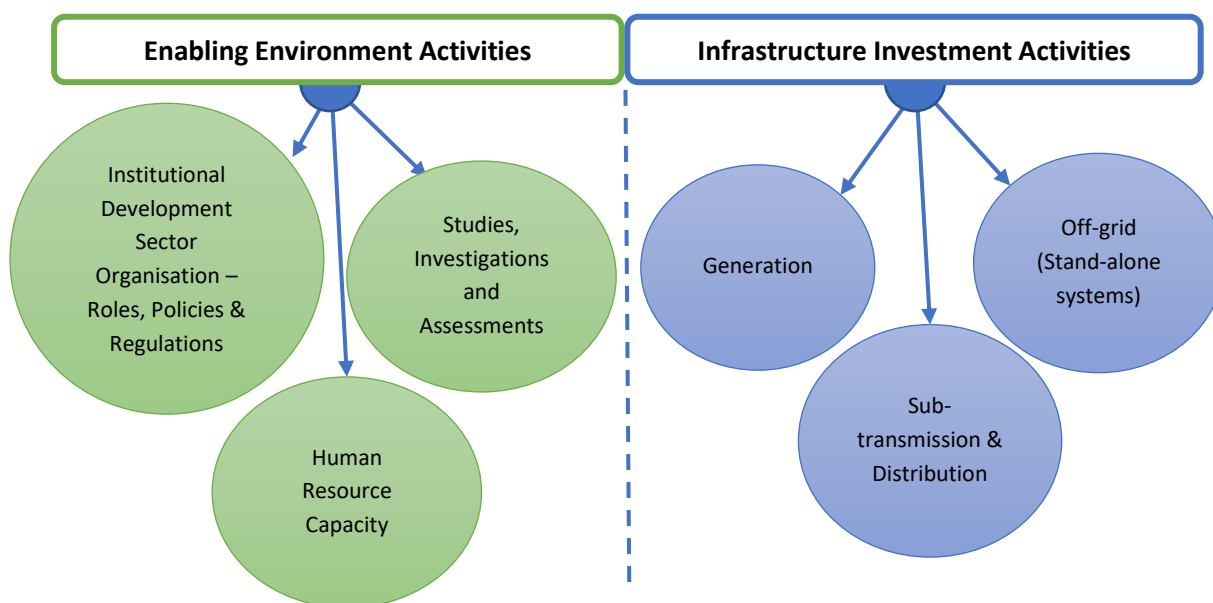 Enabling Environment Activities
Infrastructure Investment Activities
Institutional
Development
Sector
Organisation –
Roles, Policies &
Regulations
Studies,
Investigations
and
Assessments
Human
Resource
Capacity
Generation
Off-grid
(Stand-alone
systems)
Sub-
transmission &
Distribution